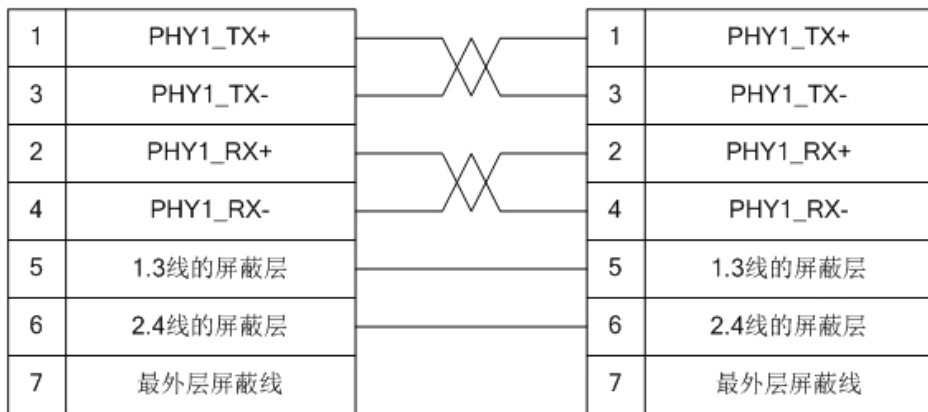 1 PHY1_TX+ 1 PHY1_TX+
3 PHY1_TX- 3 PHY1_TX-
2 PHY1_RX+ 2 PHY1_RX+
4 PHY1_RX- 4 PHY1_RX-
5 1.3线的屏蔽层 5 1.3线的屏蔽层
6 2.4线的屏蔽层 6 2.4线的屏蔽层
7 最外层屏蔽线 7 最外层屏蔽线